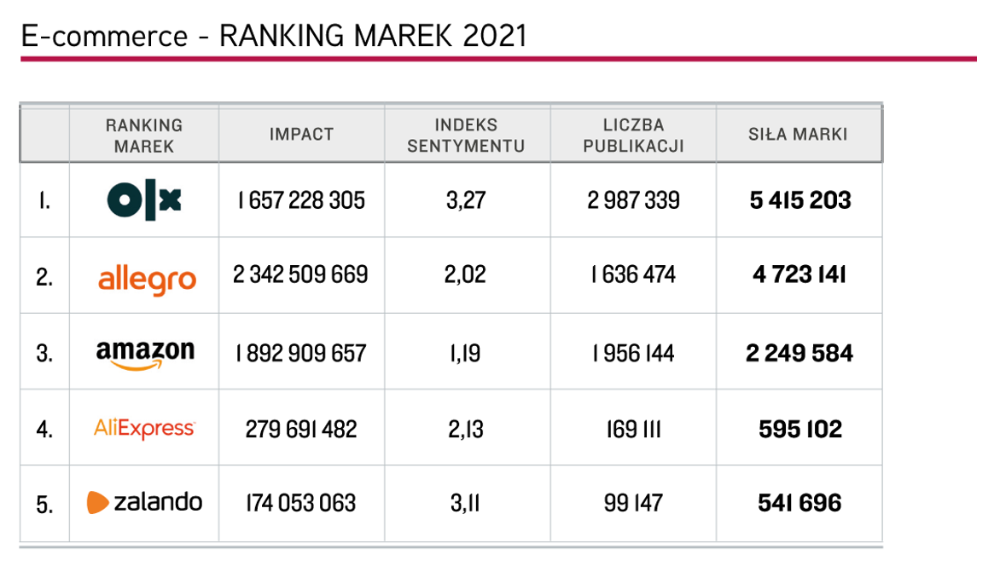 E-commerce - RANKING MAREK 2021
RANKING MAREK IMPACT INDEKS SENTYMENTU LICZBA PUBLIKACJI SIŁA MARKI
1. olx 1 657 228 305 3,27 2 987 339 5 415 203
2. allegro 2 342 509 669 2,02 1 636 474 4 723 141
3. amazon 1 892 909 657 1,19 1 956 144 2 249 584
4. AliExpress 279 691 482 2,13 169 111 595 102
5. zalando 174 053 063 3,11 99 147 541 696